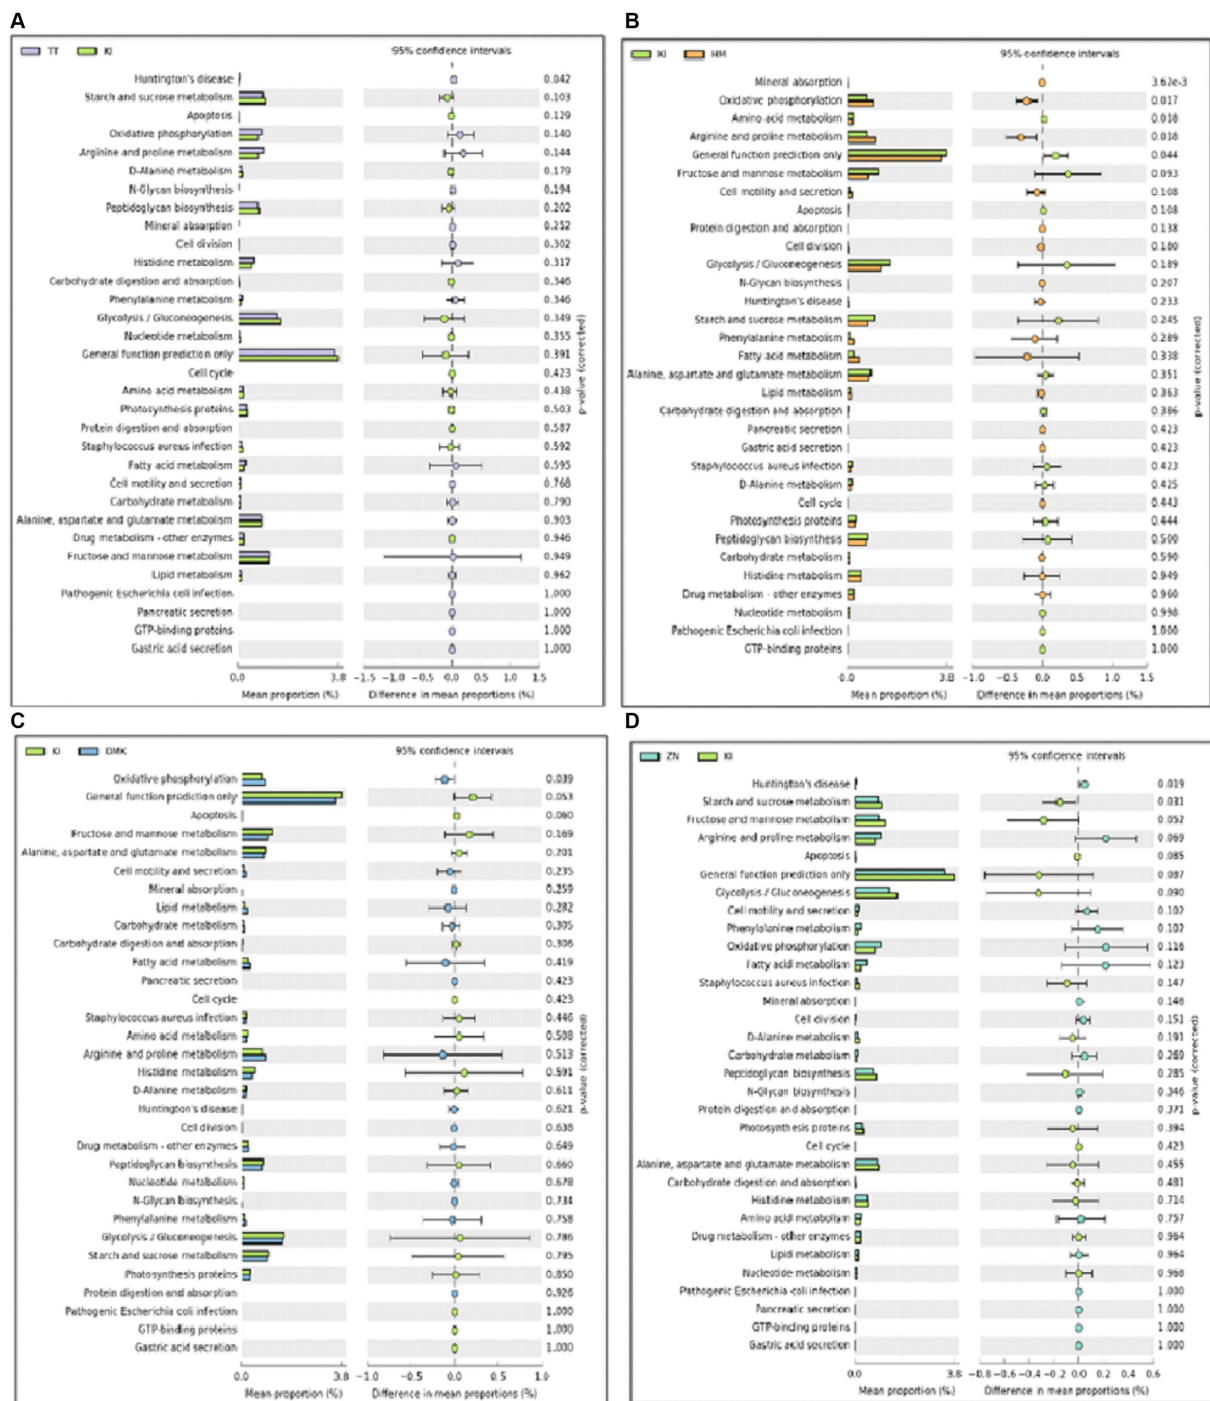 A
TT KI 95% confidence intervals
Huntington's disease 0.042
Starch and sucrose metabolism 0.103
Apoptosis 0.129
Oxidative phosphorylation 0.140
Arginine and proline metabolism 0.144
D-Alanine metabolism 0.179
N-Glycan biosynthesis 0.194
Peptidoglycan biosynthesis 0.202
Mineral absorption 0.252
Cell division 0.302
Histidine metabolism 0.317
Carbohydrate digestion and absorption 0.346
Phenylalanine metabolism 0.346
Glycolysis / Gluconeogenesis 0.349
Nucleotide metabolism 0.355
General function prediction only 0.391
Cell cycle 0.423
Amino acid metabolism 0.438
Photosynthesis proteins 0.503
Protein digestion and absorption 0.587
Staphylococcus aureus infection 0.592
Fatty acid metabolism 0.595
Cell motility and secretion 0.768
Carbohydrate metabolism 0.790
Alanine, aspartate and glutamate metabolism 0.903
Drug metabolism - other enzymes 0.946
Fructose and mannose metabolism 0.949
Lipid metabolism 0.962
Pathogenic Escherichia coli infection 1.000
Pancreatic secretion 1.000
GTP-binding proteins 1.000
Gastric acid secretion 1.000
p-value (corrected)
0.0 3.8 −1.5 −1.0 −0.5 0.0 0.5 1.0 1.5
Mean proportion (%) Difference in mean proportions (%)
B
KI HM 95% confidence intervals
Mineral absorption 3.62e-3
Oxidative phosphorylation 0.017
Amino acid metabolism 0.018
Arginine and proline metabolism 0.018
General function prediction only 0.044
Fructose and mannose metabolism 0.093
Cell motility and secretion 0.108
Apoptosis 0.108
Protein digestion and absorption 0.138
Cell division 0.180
Glycolysis / Gluconeogenesis 0.189
N-Glycan biosynthesis 0.207
Huntington's disease 0.233
Starch and sucrose metabolism 0.245
Phenylalanine metabolism 0.289
Fatty acid metabolism 0.338
Alanine, aspartate and glutamate metabolism 0.351
Lipid metabolism 0.363
Carbohydrate digestion and absorption 0.386
Pancreatic secretion 0.423
Gastric acid secretion 0.423
Staphylococcus aureus infection 0.423
D-Alanine metabolism 0.425
Cell cycle 0.443
Photosynthesis proteins 0.444
Peptidoglycan biosynthesis 0.500
Carbohydrate metabolism 0.590
Histidine metabolism 0.949
Drug metabolism - other enzymes 0.960
Nucleotide metabolism 0.998
Pathogenic Escherichia coli infection 1.000
GTP-binding proteins 1.000
p-value (corrected)
0.0 3.8 −1.0 −0.5 0.0 0.5 1.0 1.5
Mean proportion (%) Difference in mean proportions (%)
C
KI DMK 95% confidence intervals
Oxidative phosphorylation 0.039
General function prediction only 0.053
Apoptosis 0.060
Fructose and mannose metabolism 0.169
Alanine, aspartate and glutamate metabolism 0.201
Cell motility and secretion 0.235
Mineral absorption 0.259
Lipid metabolism 0.282
Carbohydrate metabolism 0.305
Carbohydrate digestion and absorption 0.306
Fatty acid metabolism 0.419
Pancreatic secretion 0.423
Cell cycle 0.423
Staphylococcus aureus infection 0.446
Amino acid metabolism 0.508
Arginine and proline metabolism 0.513
Histidine metabolism 0.591
D-Alanine metabolism 0.611
Huntington's disease 0.621
Cell division 0.638
Drug metabolism - other enzymes 0.649
Peptidoglycan biosynthesis 0.660
Nucleotide metabolism 0.678
N-Glycan biosynthesis 0.734
Phenylalanine metabolism 0.758
Glycolysis / Gluconeogenesis 0.786
Starch and sucrose metabolism 0.795
Photosynthesis proteins 0.850
Protein digestion and absorption 0.926
Pathogenic Escherichia coli infection 1.000
GTP-binding proteins 1.000
Gastric acid secretion 1.000
p-value (corrected)
0.0 3.8 −1.0 −0.5 0.0 0.5 1.0
Mean proportion (%) Difference in mean proportions (%)
D
ZN KI 95% confidence intervals
Huntington's disease 0.019
Starch and sucrose metabolism 0.031
Fructose and mannose metabolism 0.052
Arginine and proline metabolism 0.069
Apoptosis 0.085
General function prediction only 0.087
Glycolysis / Gluconeogenesis 0.090
Cell motility and secretion 0.102
Phenylalanine metabolism 0.102
Oxidative phosphorylation 0.116
Fatty acid metabolism 0.123
Staphylococcus aureus infection 0.147
Mineral absorption 0.148
Cell division 0.151
D-Alanine metabolism 0.191
Carbohydrate metabolism 0.269
Peptidoglycan biosynthesis 0.285
N-Glycan biosynthesis 0.346
Protein digestion and absorption 0.371
Photosynthesis proteins 0.394
Cell cycle 0.423
Alanine, aspartate and glutamate metabolism 0.455
Carbohydrate digestion and absorption 0.481
Histidine metabolism 0.714
Amino acid metabolism 0.757
Drug metabolism - other enzymes 0.964
Lipid metabolism 0.964
Nucleotide metabolism 0.968
Pathogenic Escherichia coli infection 1.000
Pancreatic secretion 1.000
GTP-binding proteins 1.000
Gastric acid secretion 1.000
p-value (corrected)
0.0 3.8 −0.8 −0.6 −0.4 −0.2 0.0 0.2 0.4 0.6
Mean proportion (%) Difference in mean proportions (%)